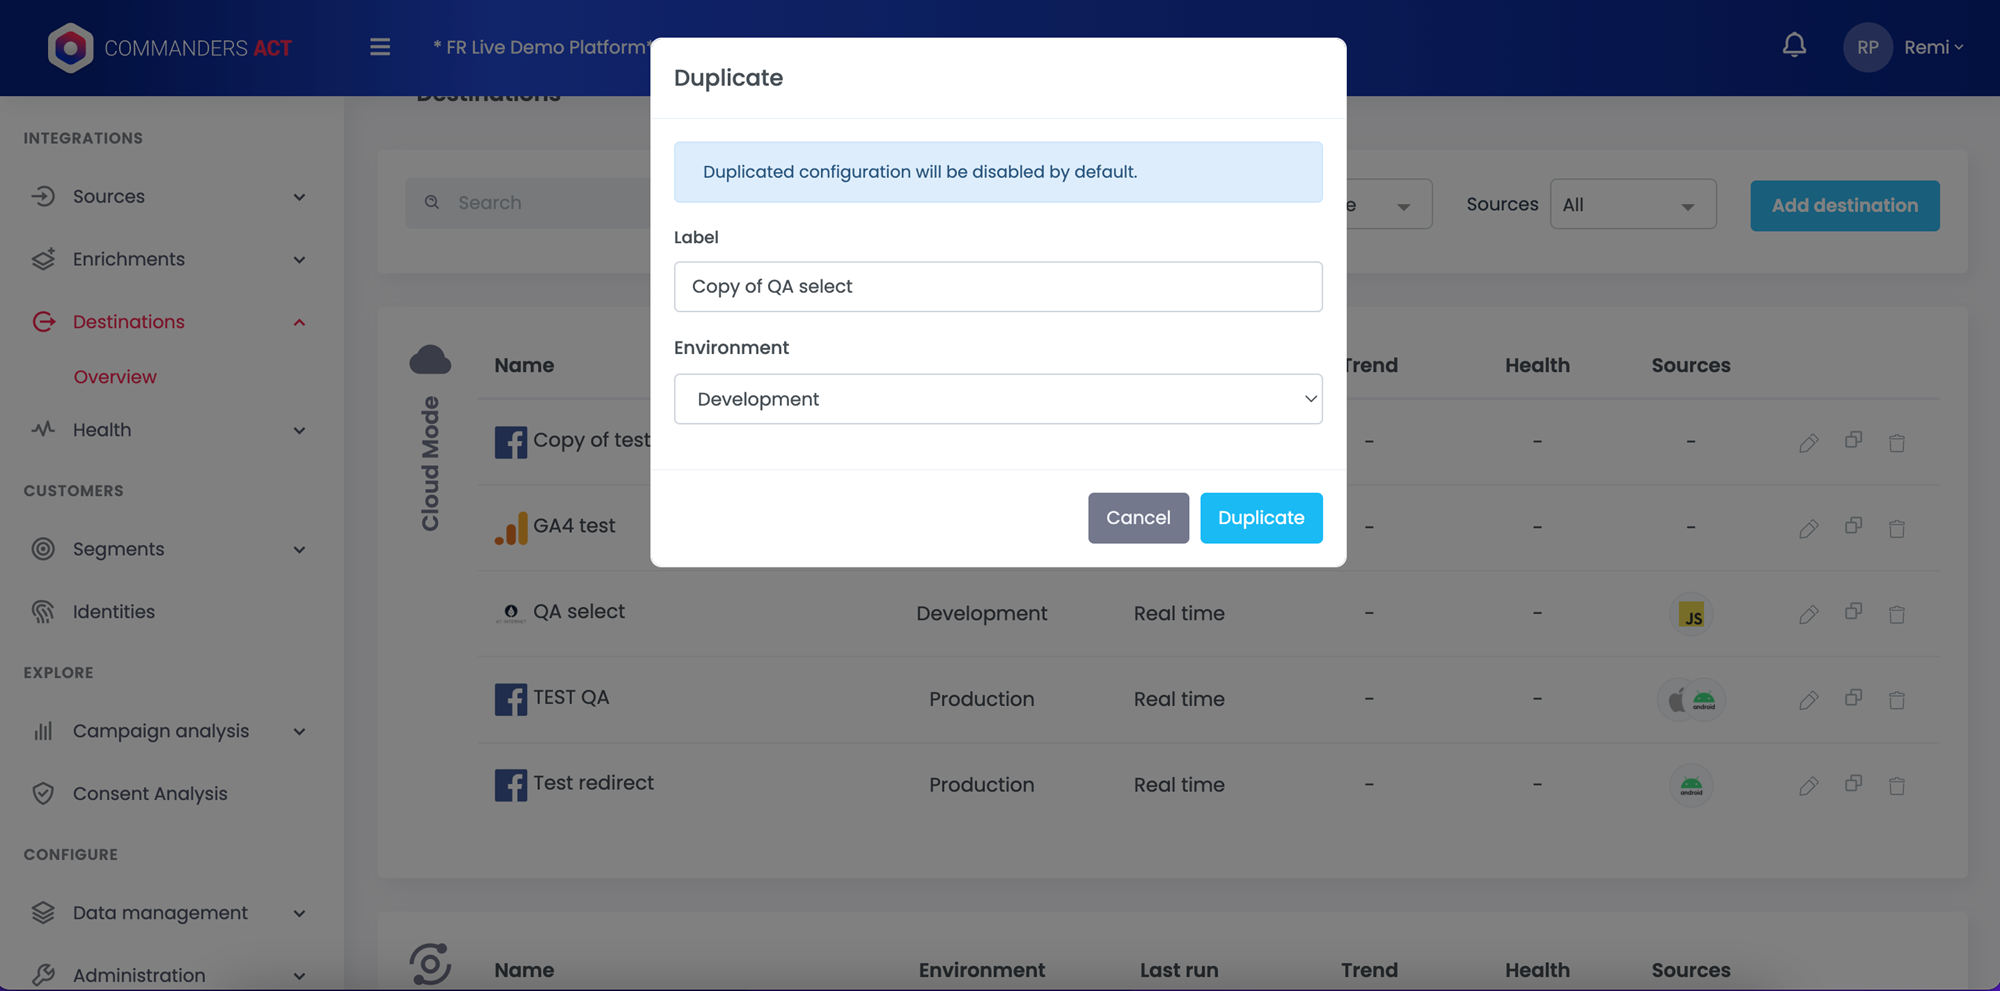 COMMANDERS ACT
* FR Live Demo Platform*
RP
Remi
INTEGRATIONS
Sources
Enrichments
Destinations
Overview
Health
CUSTOMERS
Segments
Identities
EXPLORE
Campaign analysis
Consent Analysis
CONFIGURE
Data management
Administration
Destinations
Search
e
Sources
All
Add destination
Duplicate
Duplicated configuration will be disabled by default.
Label
Copy of QA select
Environment
Development
Cancel
Duplicate
Cloud Mode
Name Trend Health Sources
Copy of test - - -
GA4 test - - -
QA select Development Real time - - JS
TEST QA Production Real time - - android
Test redirect Production Real time - - android
Name Environment Last run Trend Health Sources